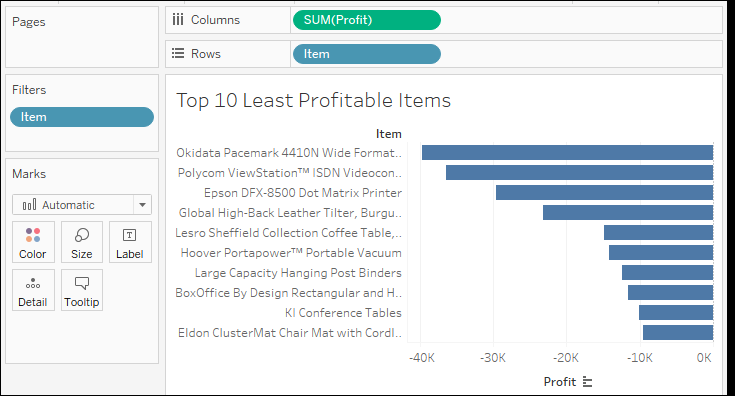 Pages
Columns
SUM(Profit)
Rows
Item
Filters
Item
Marks
Automatic
Color
Size
Label
Detail
Tooltip
Top 10 Least Profitable Items
Item
Okidata Pacemark 4410N Wide Format..
Polycom ViewStation™ ISDN Videocon..
Epson DFX-8500 Dot Matrix Printer
Global High-Back Leather Tilter, Burgu..
Lesro Sheffield Collection Coffee Table,..
Hoover Portapower™ Portable Vacuum
Large Capacity Hanging Post Binders
BoxOffice By Design Rectangular and H..
KI Conference Tables
Eldon ClusterMat Chair Mat with Cordl..
-40K -30K -20K -10K 0K
Profit